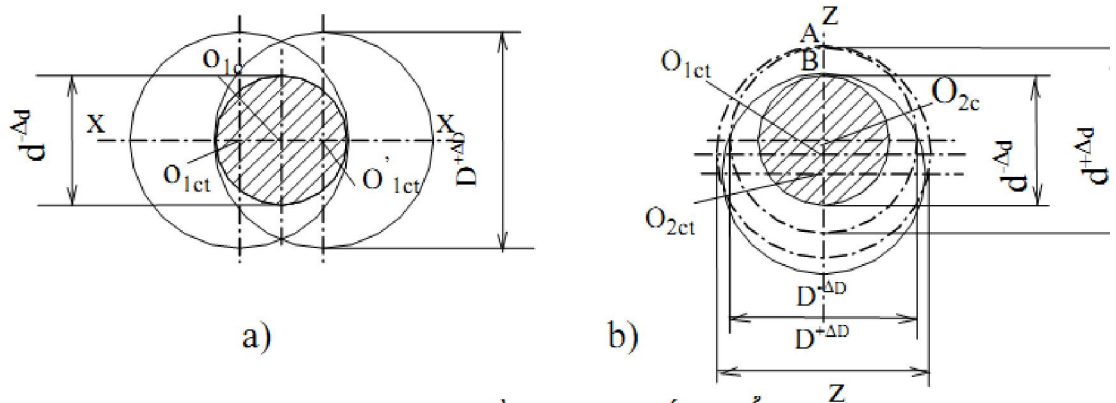 O₁c
d⁻Δd
X
X
O₁ct
O'₁ct
D⁺ΔD
a)
Z
A
B
O₁ct
O₂c
O₂ct
d⁻Δd
d⁺Δd
D⁻ΔD
D⁺ΔD
Z
b)